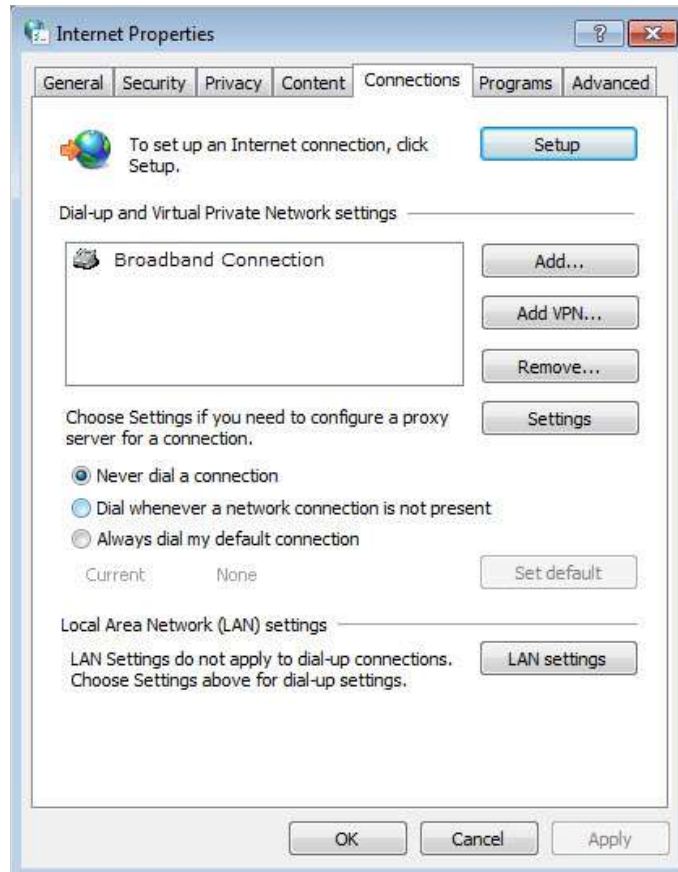 Internet Properties
General Security Privacy Content Connections Programs Advanced
To set up an Internet connection, click
Setup.
Setup
Dial-up and Virtual Private Network settings
Broadband Connection
Add...
Add VPN...
Remove...
Choose Settings if you need to configure a proxy
server for a connection.
Settings
Never dial a connection
Dial whenever a network connection is not present
Always dial my default connection
Current None Set default
Local Area Network (LAN) settings
LAN Settings do not apply to dial-up connections.
Choose Settings above for dial-up settings.
LAN settings
OK Cancel Apply